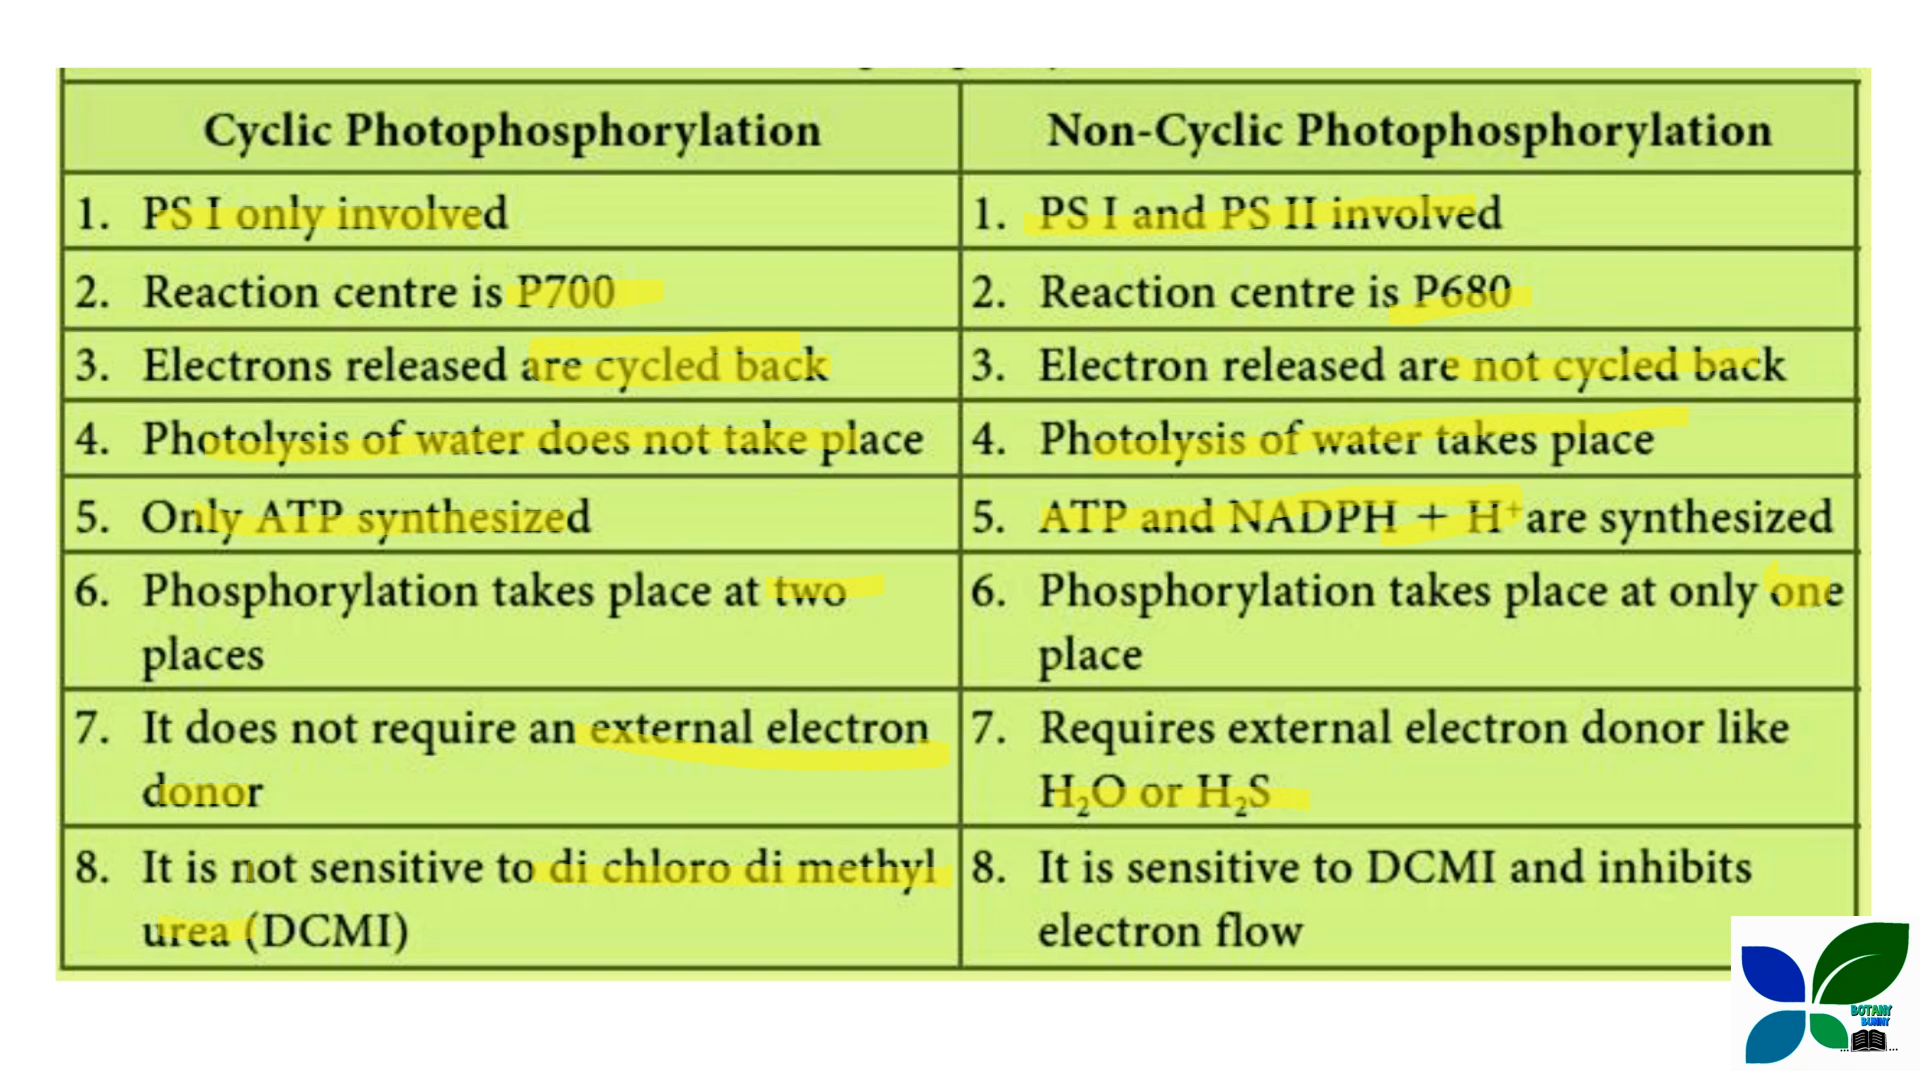 Cyclic Photophosphorylation
Non-Cyclic Photophosphorylation
1. PS I only involved
1. PS I and PS II involved
2. Reaction centre is P700
2. Reaction centre is P680
3. Electrons released are cycled back
3. Electron released are not cycled back
4. Photolysis of water does not take place
4. Photolysis of water takes place
5. Only ATP synthesized
5. ATP and NADPH + H⁺ are synthesized
6. Phosphorylation takes place at two
places
6. Phosphorylation takes place at only one
place
7. It does not require an external electron
donor
7. Requires external electron donor like
H₂O or H₂S
8. It is not sensitive to di chloro di methyl
urea (DCMI)
8. It is sensitive to DCMI and inhibits
electron flow
BOTANY
BUNNY